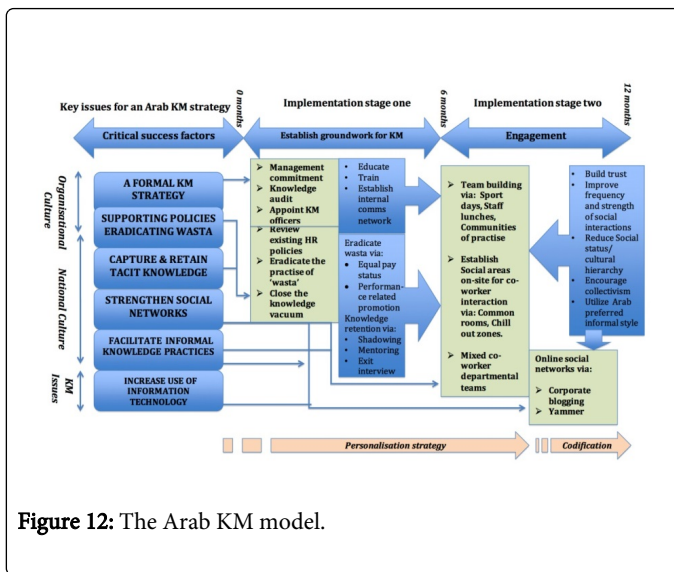 Key issues for an Arab KM strategy
0 months
Implementation stage one
6 months
Implementation stage two
12 months
Critical success factors
Establish groundwork for KM
Engagement
Organisational
Culture
National Culture
KM
Issues
A FORMAL KM
STRATEGY
SUPPORTING POLICIES
ERADICATING WASTA
CAPTURE & RETAIN
TACIT KNOWLEDGE
STRENGTHEN SOCIAL
NETWORKS
FACILITATE INFORMAL
KNOWLEDGE PRACTICES
INCREASE USE OF
INFORMATION
TECHNOLOGY
➢ Management
commitment
➢ Knowledge
audit
➢ Appoint KM
officers
➢ Review
existing HR
policies
➢ Eradicate the
practise of
'wasta'
➢ Close the
knowledge
vacuum
• Educate
• Train
• Establish
internal
comms
network
Eradicate
wasta via:
• Equal pay
status
• Performan-
ce related
promotion
Knowledge
retention via:
• Shadowing
• Mentoring
• Exit
interview
➢ Team building
via: Sport
days, Staff
lunches,
Communities
of practise
➢ Establish
Social areas
on-site for co-
worker
interaction
via: Common
rooms, Chill
out zones.
➢ Mixed co-
worker
departmental
teams
• Build trust
• Improve
frequency
and strength
of social
interactions
• Reduce Social
status/
cultural
hierarchy
• Encourage
collectivism
• Utilize Arab
preferred
informal style
Online social
networks via:
➢ Corporate
blogging
➢ Yammer
Personalisation strategy
Codification
Figure 12: The Arab KM model.